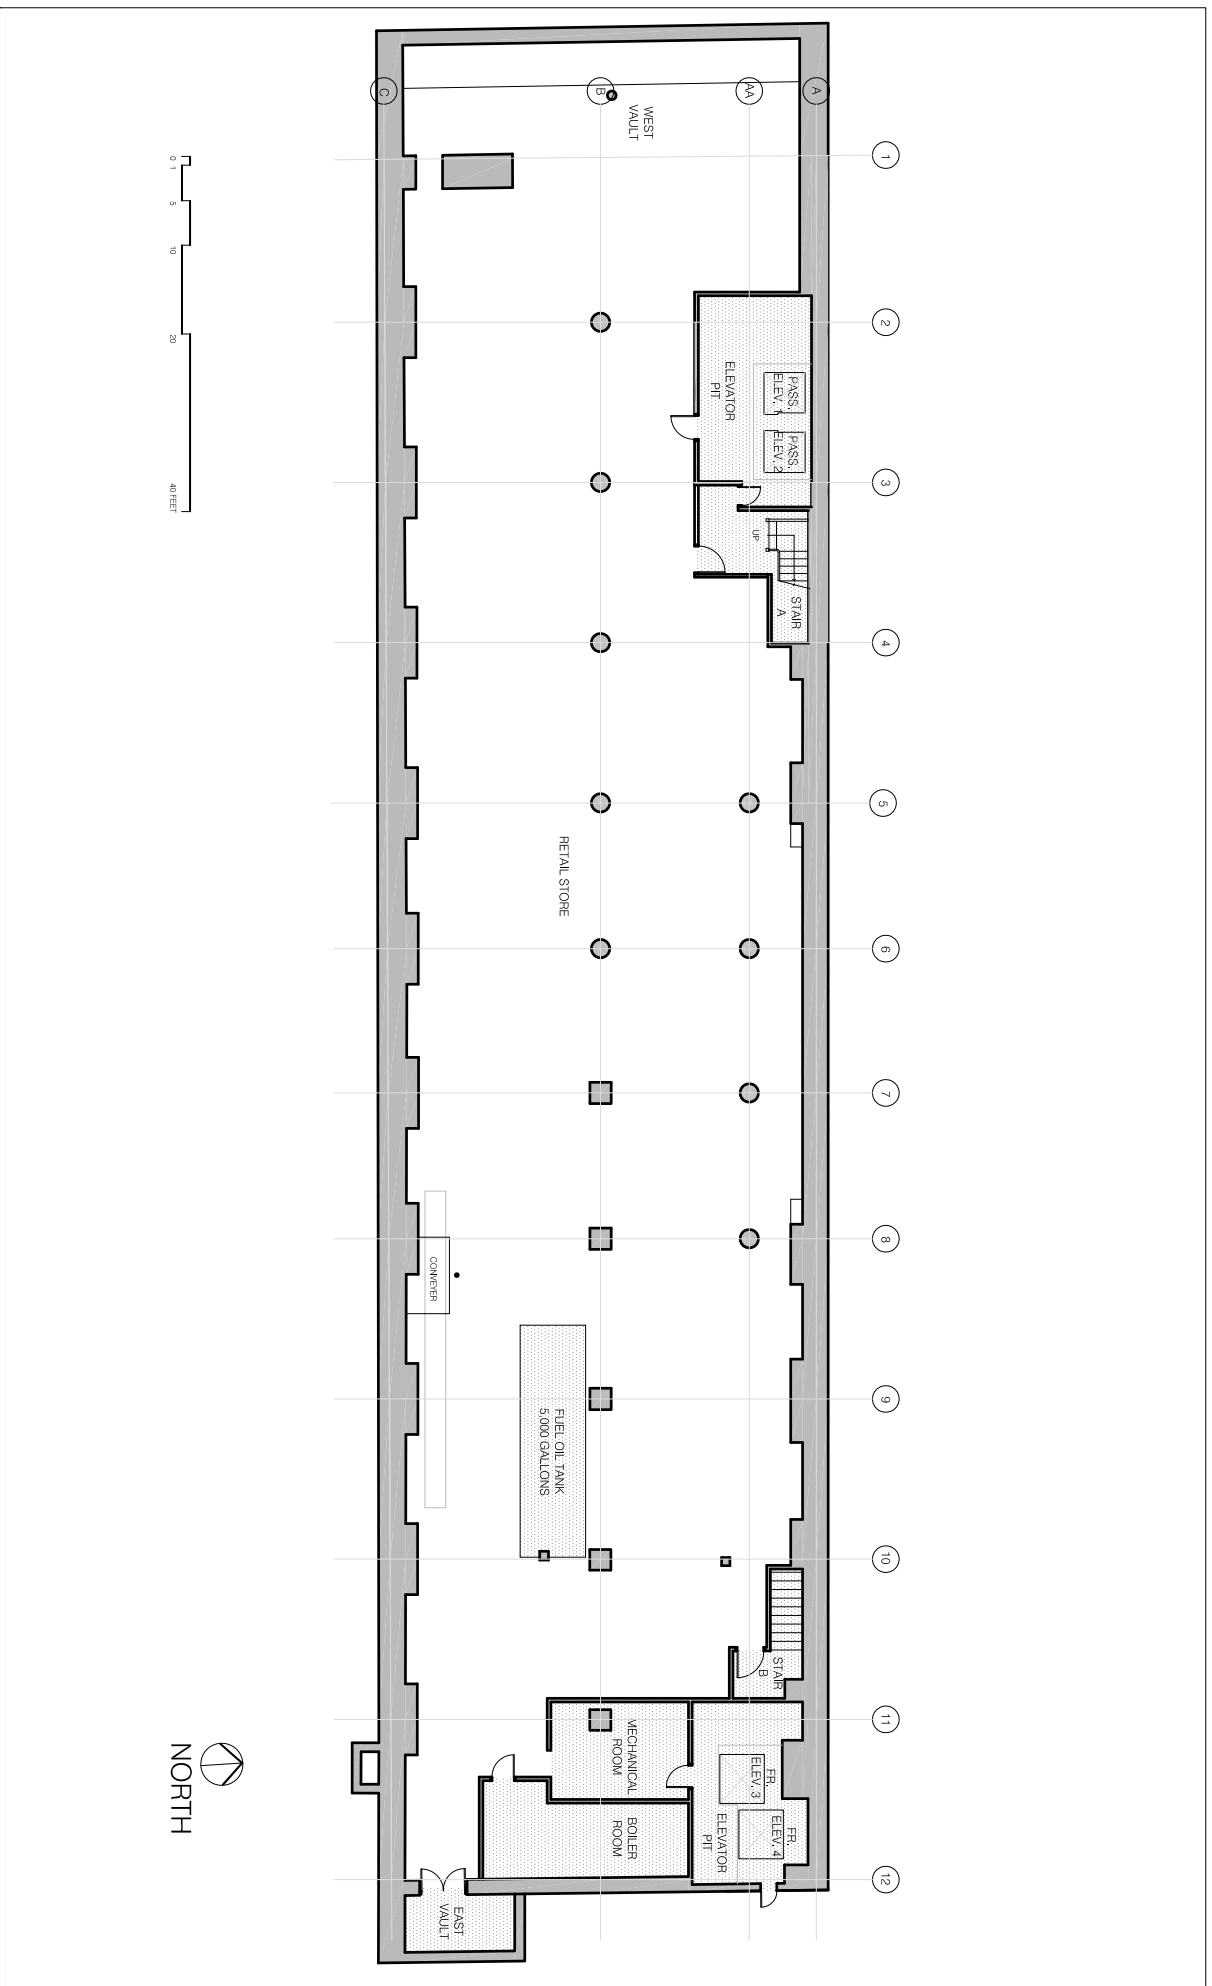 C
B
AA
A
WEST
VAULT
1
2
3
4
5
6
7
8
9
10
11
12
0
1
5
10
20
40 FEET
ELEVATOR
PIT
PASS.
ELEV. 1
PASS.
ELEV. 2
UP
STAIR
A
RETAIL STORE
CONVEYER
FUEL OIL TANK
5,000 GALLONS
STAIR
B
MECHANICAL
ROOM
FR.
ELEV. 3
FR.
ELEV. 4
ELEVATOR
PIT
BOILER
ROOM
EAST
VAULT
NORTH